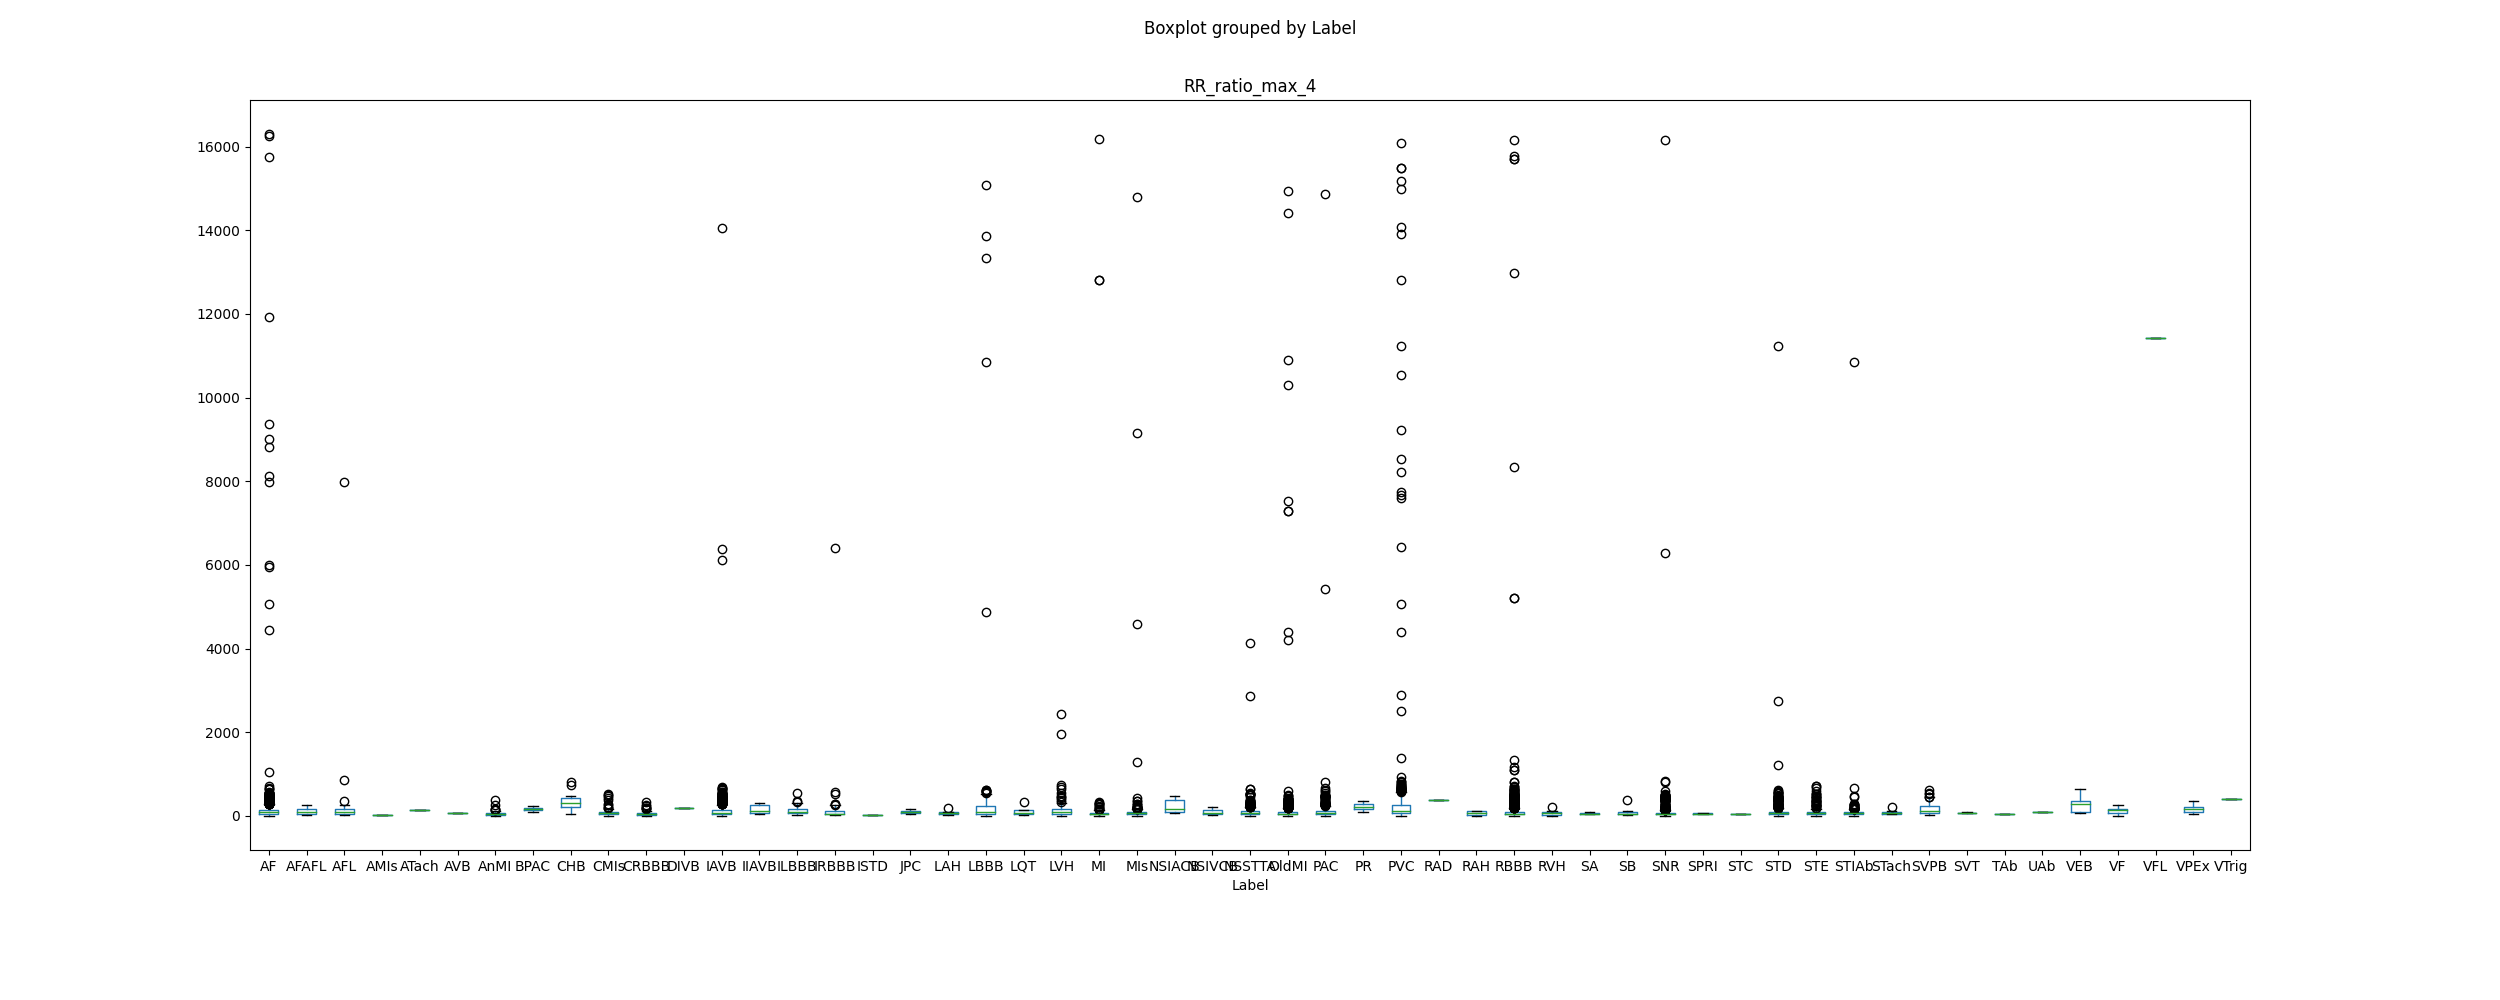 Boxplot grouped by Label
RR_ratio_max_4
16000
14000
12000
10000
8000
6000
4000
2000
0
AF AFAFL AFL AMIs ATach AVB AnMI BPAC CHB CMIs CRBBB DIVB IAVB IIAVB ILBBB IRBBB ISTD JPC LAH LBBB LQT LVH MI MIs NSIACB NSIVCB NSSTTA OldMI PAC PR PVC RAD RAH RBBB RVH SA SB SNR SPRI STC STD STE STIAb STach SVPB SVT TAb UAb VEB VF VFL VPEx VTrig
Label